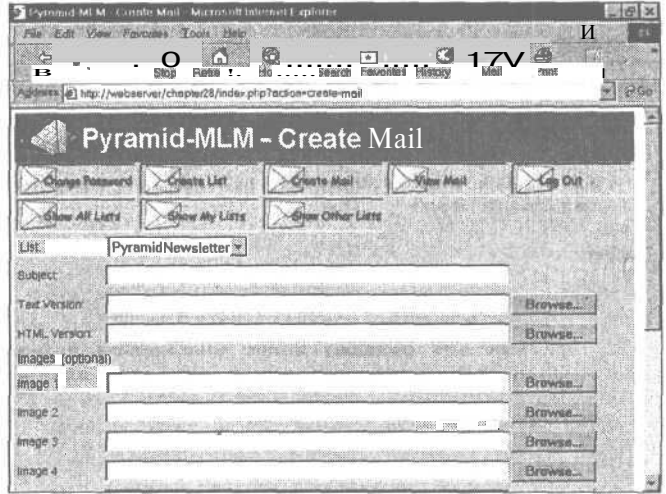 Pyramid-MLM - Create Mail - Microsoft Internet Explorer
File Edit View Favorites Tools Help И
О 17V
В Stop Search Favorites History Mail Print
Address http://webserver/chapter28/index.php?action=create-mail Go
Pyramid-MLM - Create Mail
Change Password Create List Create Mail View Mail Log Out
Show All Lists Show My Lists Show Other Lists
List: PyramidNewsletter
Subject:
Text Version: Browse...
HTML Version: Browse...
Images: (optional)
Image 1 Browse...
Image 2 Browse...
Image 3 Browse...
Image 4 Browse...